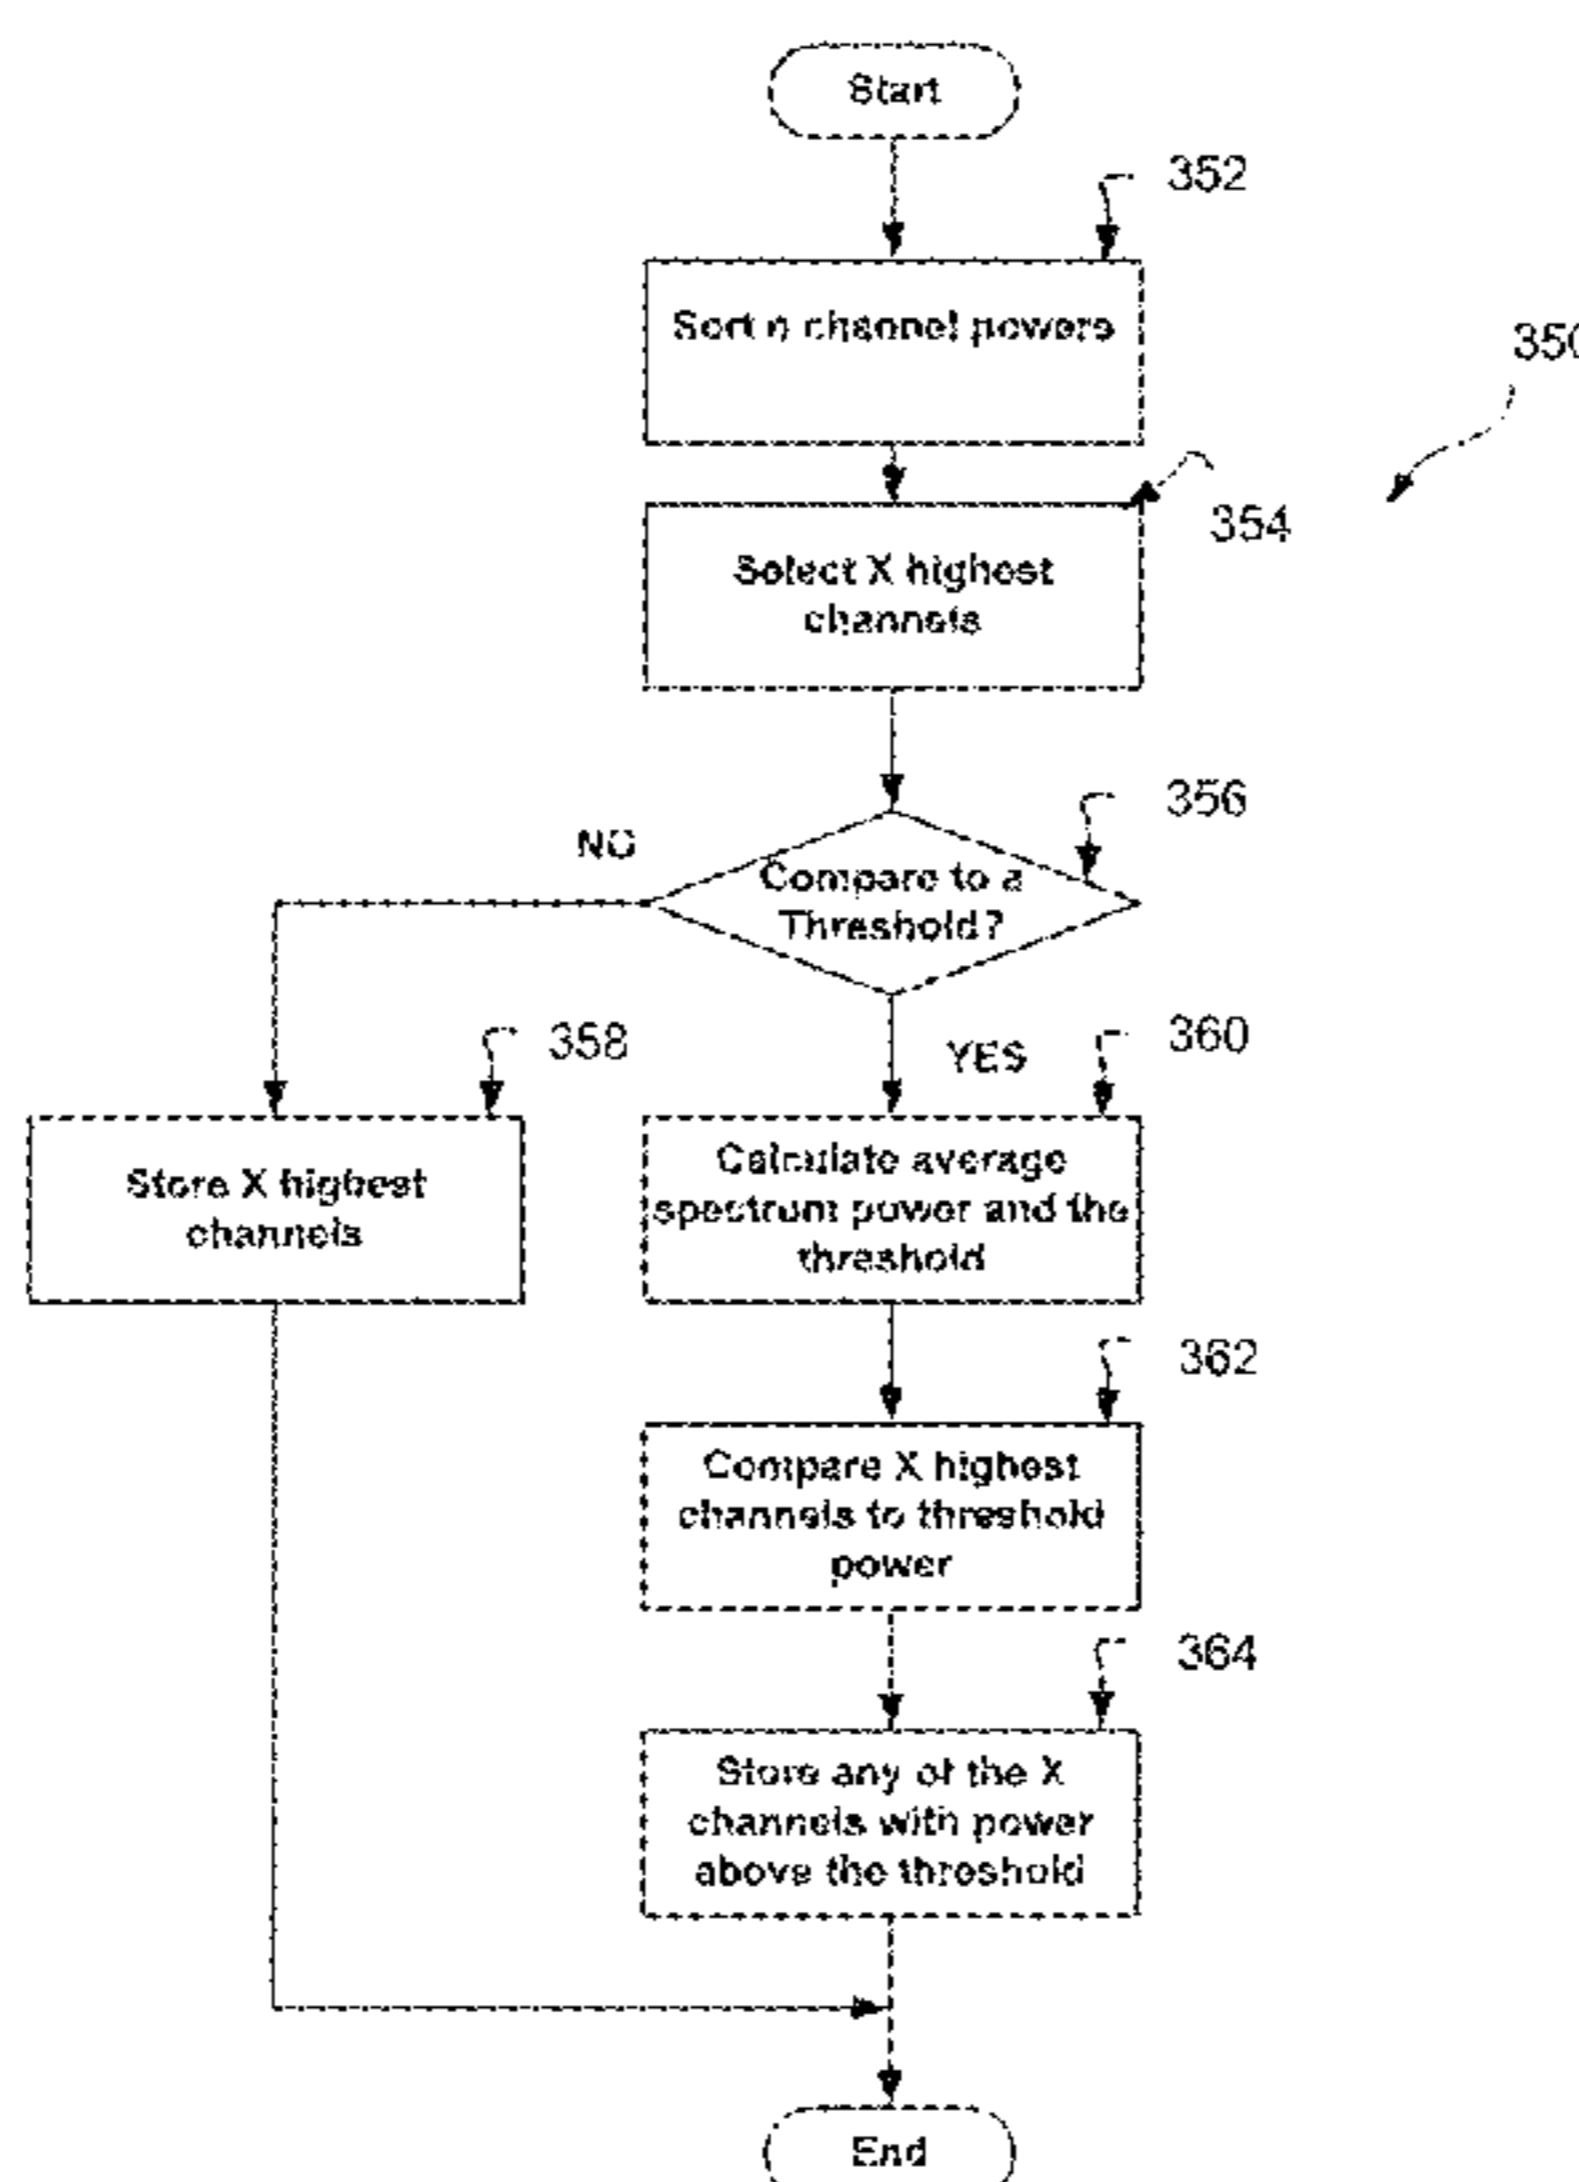 Start
352
Sort n channel powers
350
354
Select X highest
channels
356
NO
Compare to a
Threshold?
358
YES
360
Store X highest
channels
Calculate average
spectrum power and the
threshold
362
Compare X highest
channels to threshold
power
364
Store any of the X
channels with power
above the threshold
End